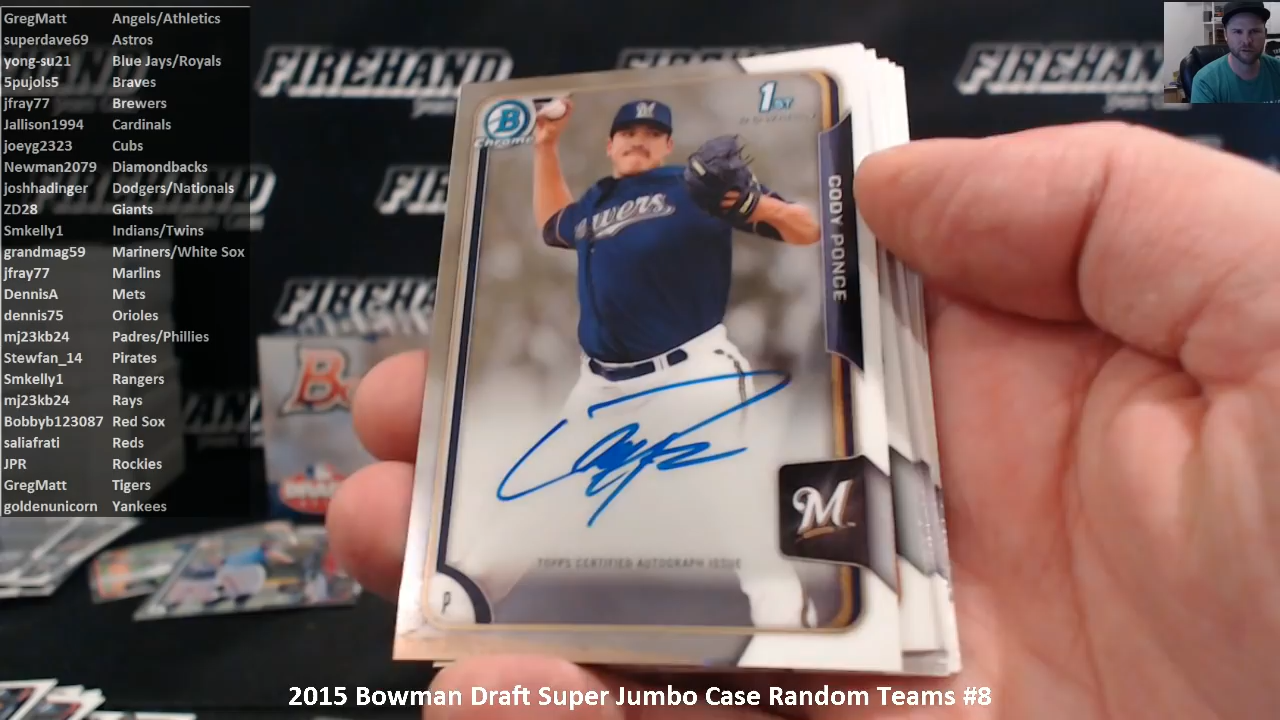 GregMatt Angels/Athletics
superdave69 Astros
yong-su21 Blue Jays/Royals
5pujols5 Braves
jfray77 Brewers
Jallison1994 Cardinals
joeyg2323 Cubs
Newman2079 Diamondbacks
joshhadinger Dodgers/Nationals
ZD28 Giants
Smkelly1 Indians/Twins
grandmag59 Mariners/White Sox
jfray77 Marlins
DennisA Mets
dennis75 Orioles
mj23kb24 Padres/Phillies
Stewfan_14 Pirates
Smkelly1 Rangers
mj23kb24 Rays
Bobbyb123087 Red Sox
saliafrati Reds
JPR Rockies
GregMatt Tigers
goldenunicorn Yankees
FIREHAND
FIREHAND
B
Chrome
1ST
M
CODY PONCE
M
TOPPS CERTIFIED AUTOGRAPH ISSUE
P
2015 Bowman Draft Super Jumbo Case Random Teams #8